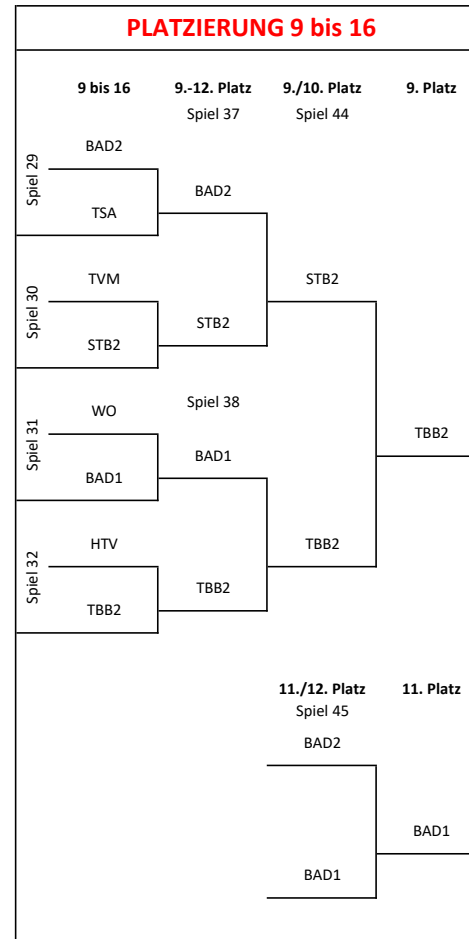 PLATZIERUNG 9 bis 16
9 bis 16 9.-12. Platz 9./10. Platz 9. Platz
Spiel 37 Spiel 44
Spiel 29
BAD2
TSA
BAD2
Spiel 30
TVM
STB2
STB2
STB2
Spiel 38
Spiel 31
WO
BAD1
BAD1
TBB2
Spiel 32
HTV
TBB2
TBB2
TBB2
11./12. Platz 11. Platz
Spiel 45
BAD2
BAD1
BAD1